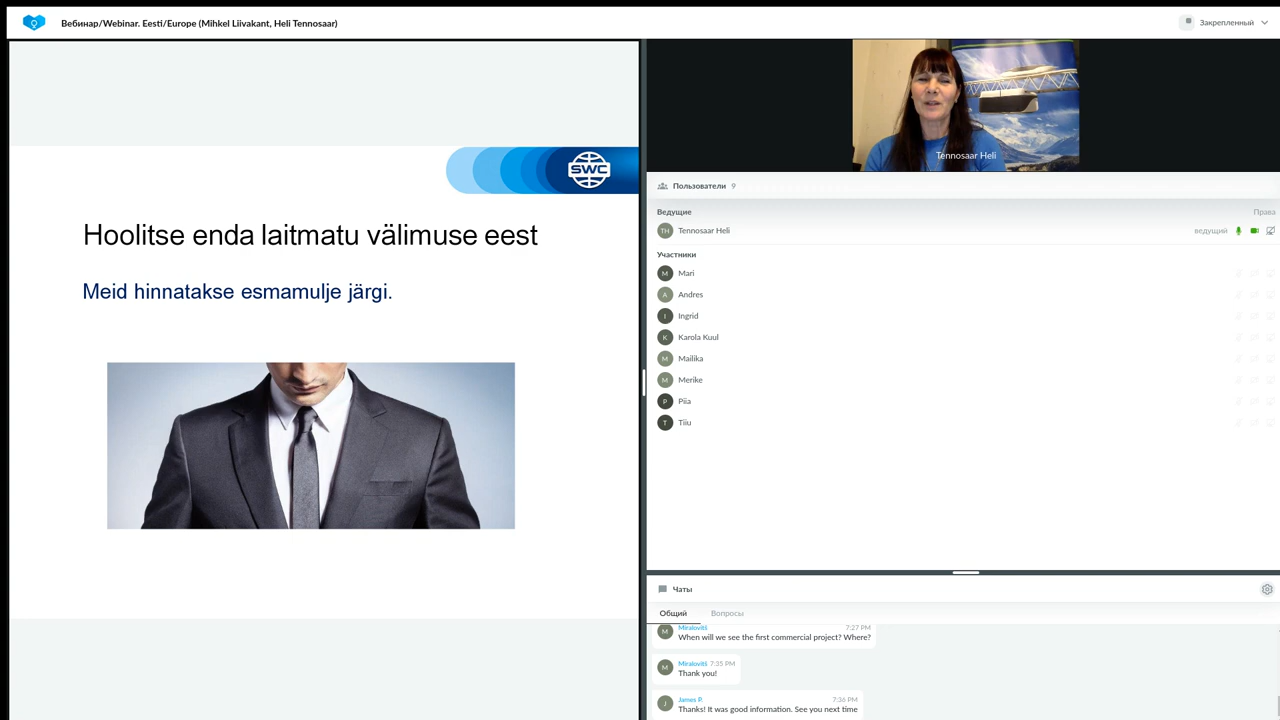 Вебинар/Webinar. Eesti/Europe (Mihkel Liivakant, Heli Tennosaar)
Закрепленный
SWC
Hoolitse enda laitmatu välimuse eest
Meid hinnatakse esmamulje järgi.
Tennosaar Heli
Пользователи 9
Ведущие Права
TH Tennosaar Heli ведущий
Участники
M Mari
A Andres
I Ingrid
K Karola Kuul
M Mailika
M Merike
P Piia
T Tiiu
Чаты
Общий Вопросы
M Miralovitš 7:27 PM
When will we see the first commercial project? Where?
M Miralovitš 7:35 PM
Thank you!
J James P. 7:36 PM
Thanks! It was good information. See you next time